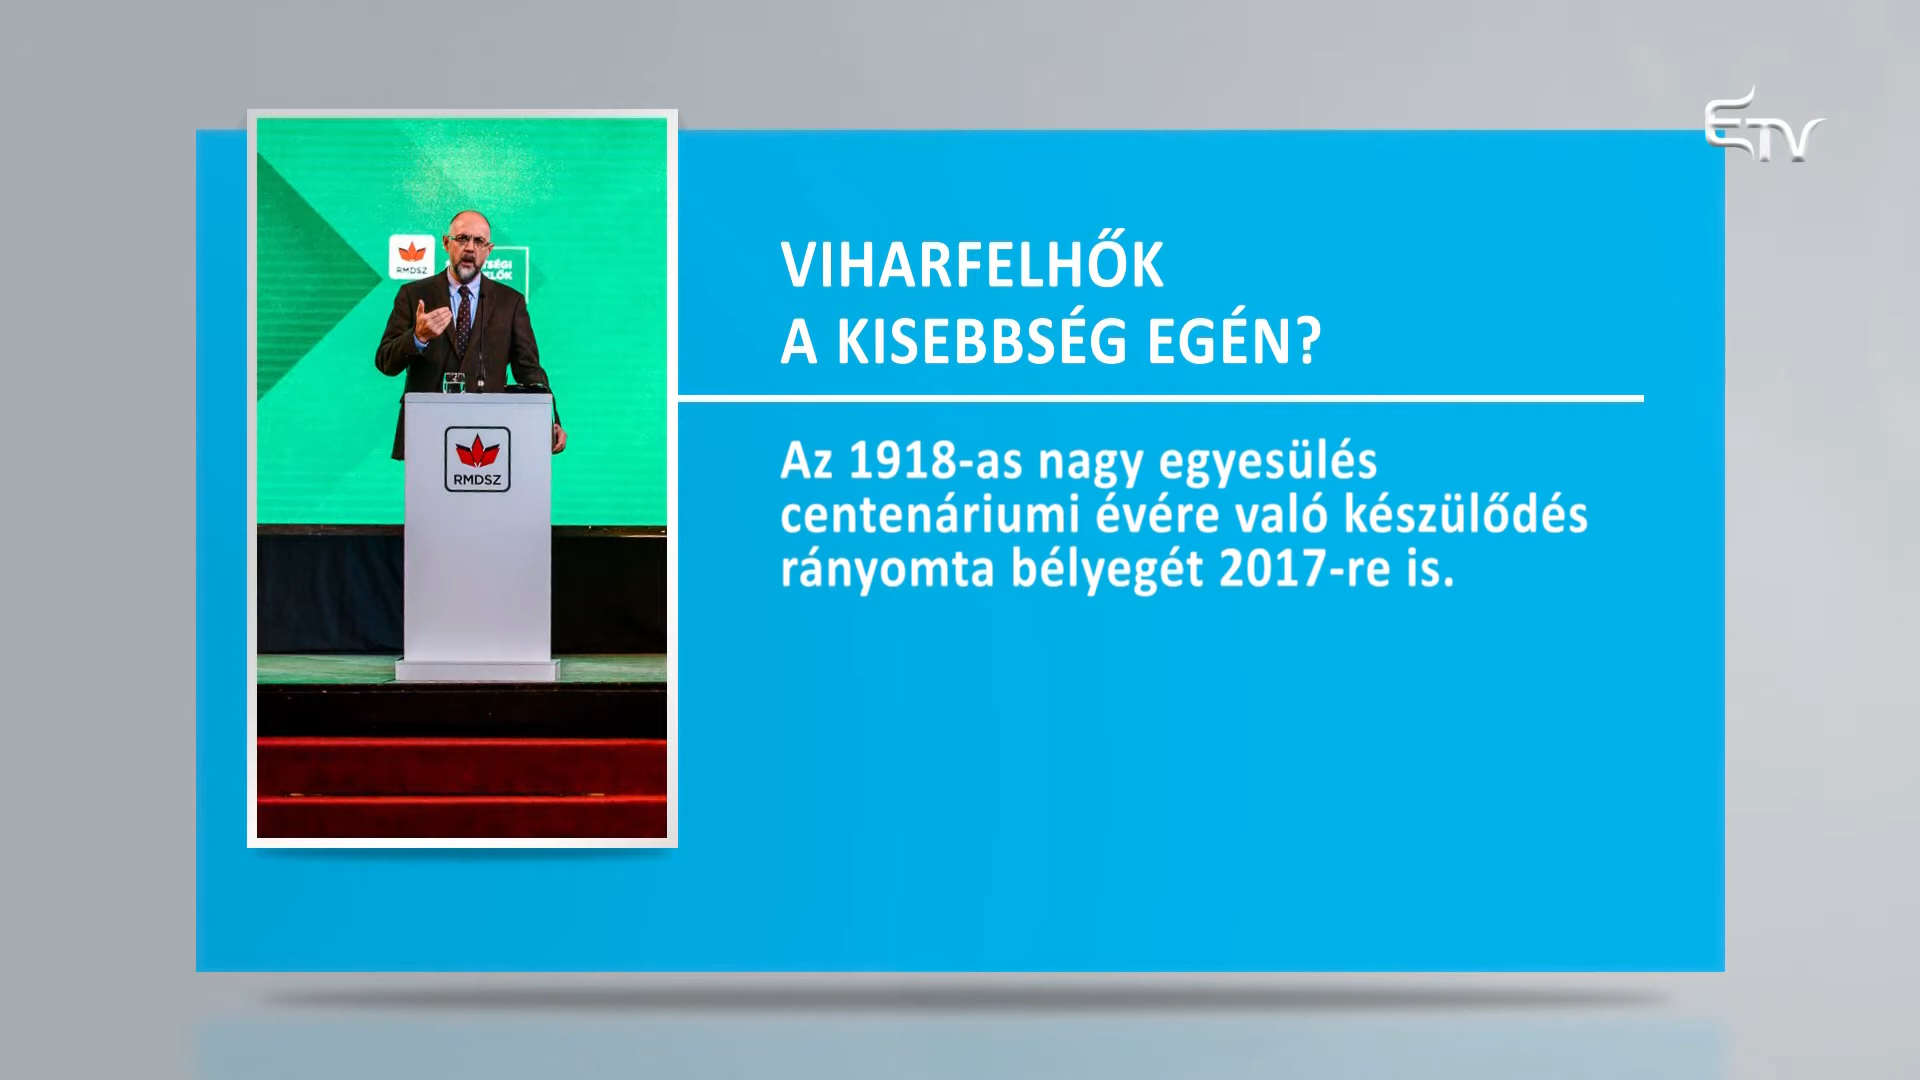 ETV
VIHARFELHŐK
A KISEBBSÉG EGÉN?
Az 1918-as nagy egyesülés
centenáriumi évére való készülődés
rányomta bélyegét 2017-re is.
RMDSZ
RMDSZ